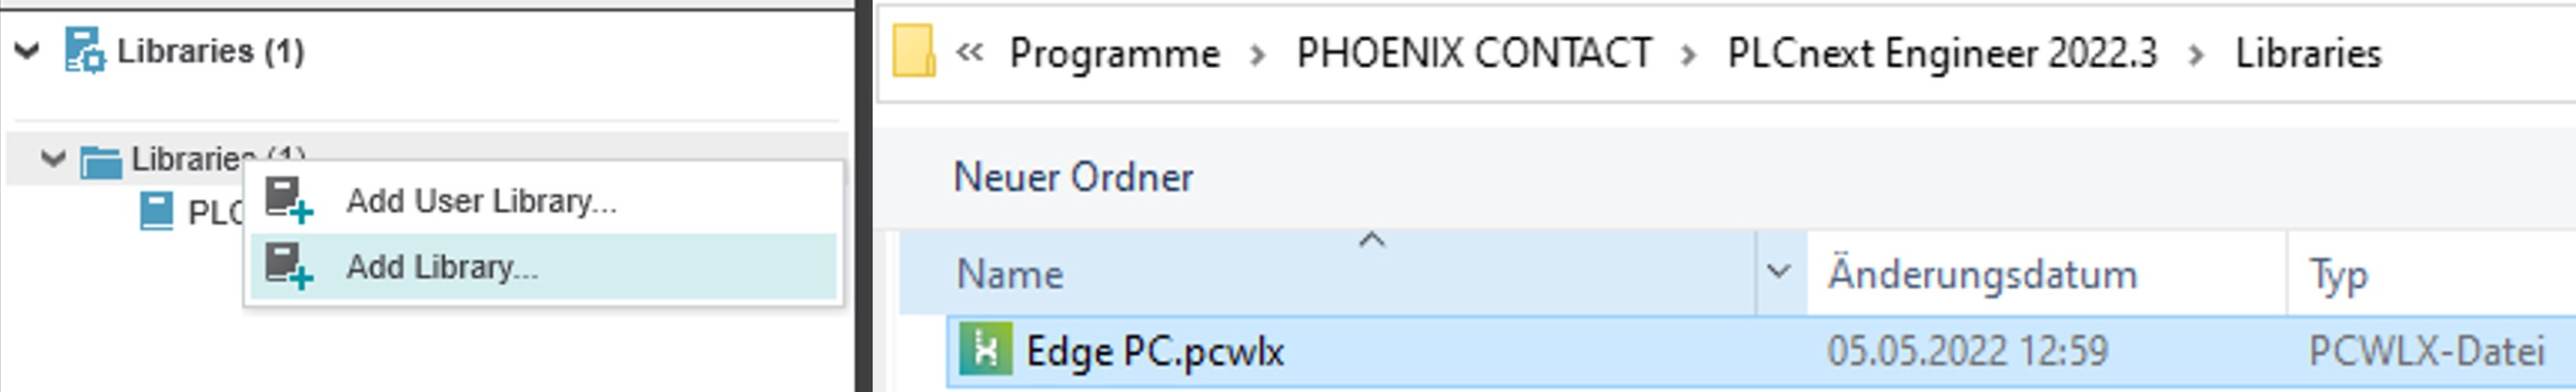 Libraries (1)
Libraries (1)
PLC
Add User Library...
Add Library...
« Programme > PHOENIX CONTACT > PLCnext Engineer 2022.3 > Libraries
Neuer Ordner
Name Änderungsdatum Typ
Edge PC.pcwlx 05.05.2022 12:59 PCWLX-Datei